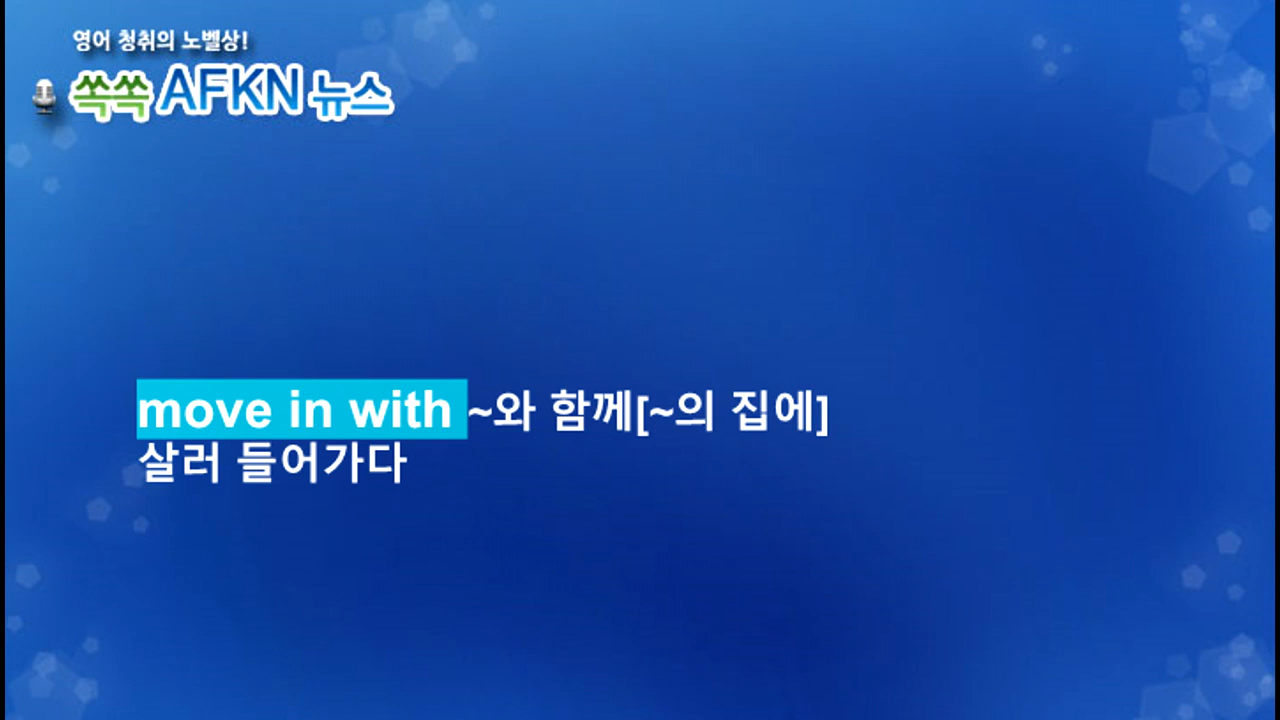 영어 청취의 노벨상!
쏙쏙 AFKN 뉴스
move in with ~와 함께[~의 집에]
살러 들어가다